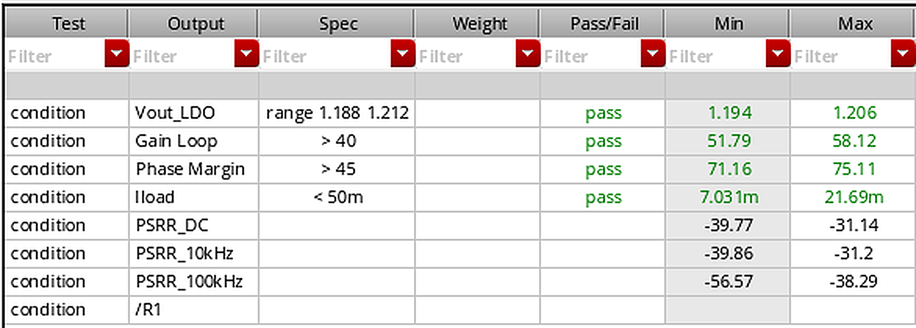 Test Output Spec Weight Pass/Fail Min Max
Filter Filter Filter Filter Filter Filter Filter
condition Vout_LDO range 1.188 1.212 pass 1.194 1.206
condition Gain Loop > 40 pass 51.79 58.12
condition Phase Margin > 45 pass 71.16 75.11
condition Iload < 50m pass 7.031m 21.69m
condition PSRR_DC -39.77 -31.14
condition PSRR_10kHz -39.86 -31.2
condition PSRR_100kHz -56.57 -38.29
condition /R1